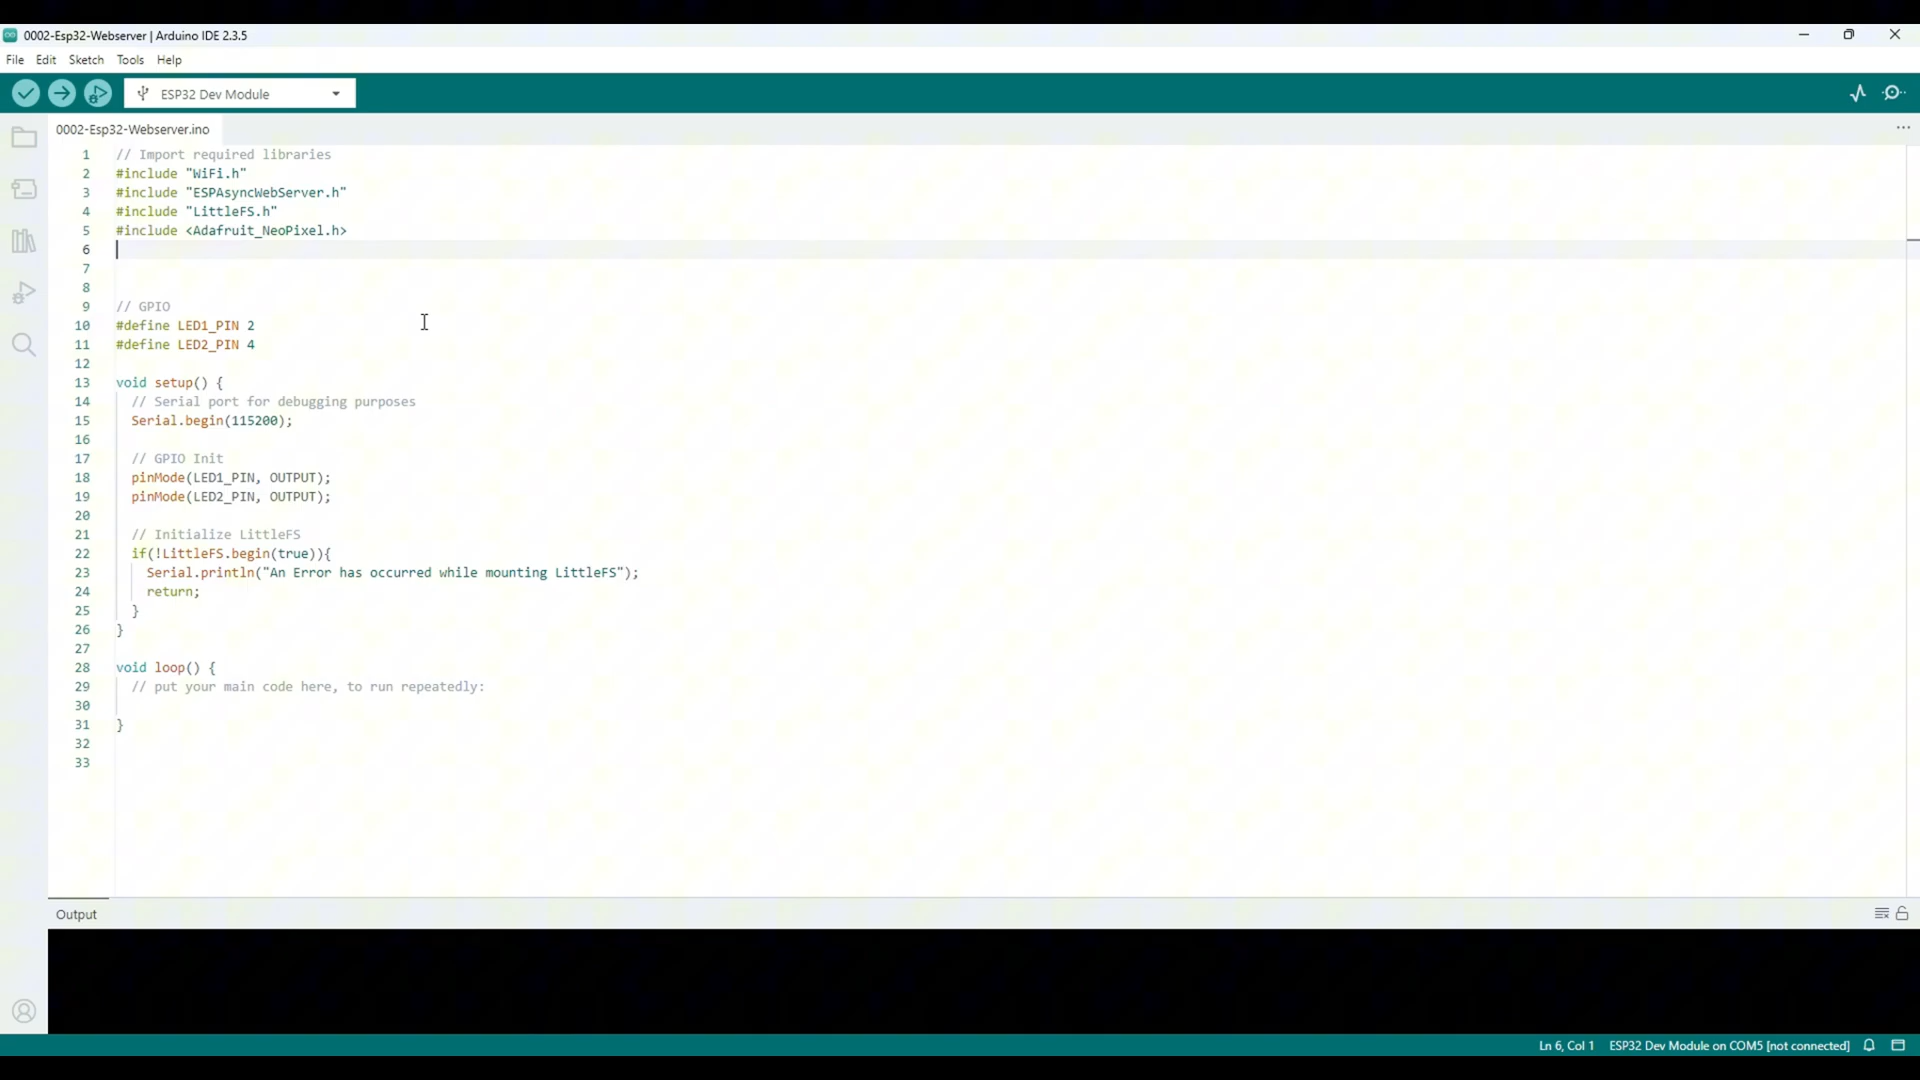 0002-Esp32-Webserver | Arduino IDE 2.3.5
File Edit Sketch Tools Help
ESP32 Dev Module
0002-Esp32-Webserver.ino
1 // Import required libraries
2 #include "WiFi.h"
3 #include "ESPAsyncWebServer.h"
4 #include "LittleFS.h"
5 #include <Adafruit_NeoPixel.h>
6
7
8
9 // GPIO
10 #define LED1_PIN 2
11 #define LED2_PIN 4
12
13 void setup() {
14 // Serial port for debugging purposes
15 Serial.begin(115200);
16
17 // GPIO Init
18 pinMode(LED1_PIN, OUTPUT);
19 pinMode(LED2_PIN, OUTPUT);
20
21 // Initialize LittleFS
22 if(!LittleFS.begin(true)){
23 Serial.println("An Error has occurred while mounting LittleFS");
24 return;
25 }
26 }
27
28 void loop() {
29 // put your main code here, to run repeatedly:
30
31 }
32
33
Output
Ln 6, Col 1 ESP32 Dev Module on COM5 [not connected]